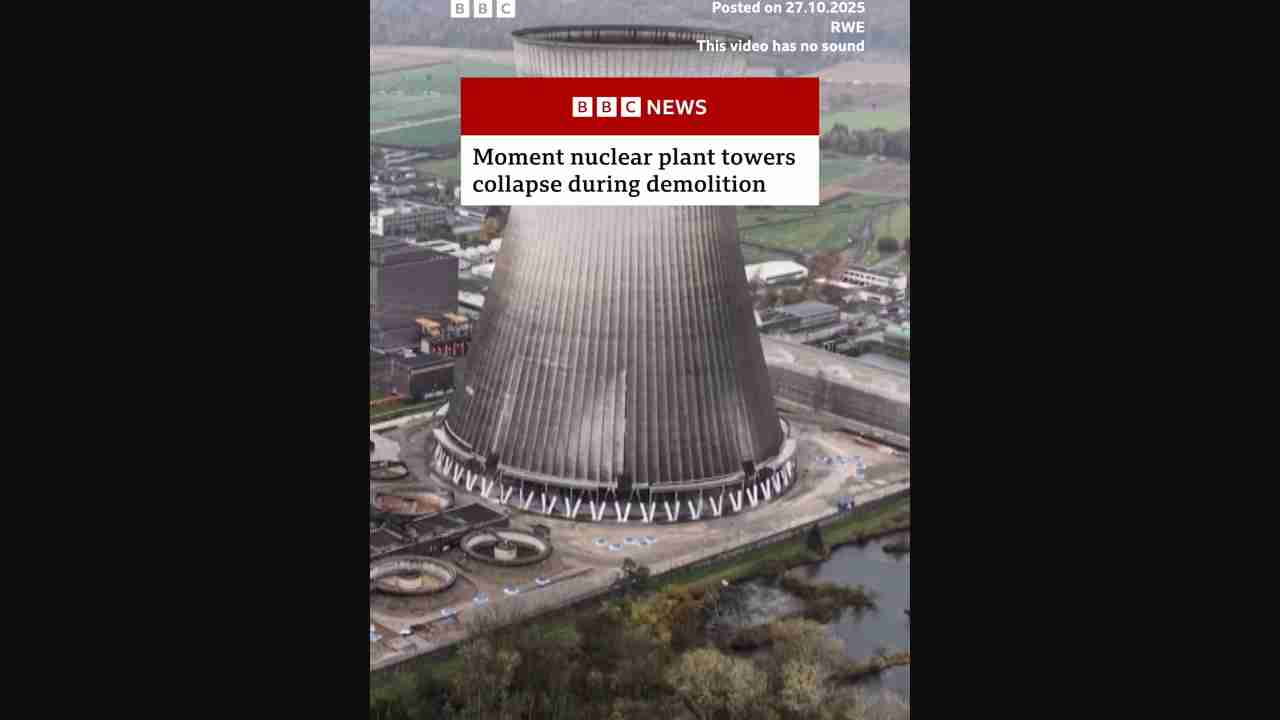 BBC
Posted on 27.10.2025
RWE
This video has no sound
BBC NEWS
Moment nuclear plant towers
collapse during demolition